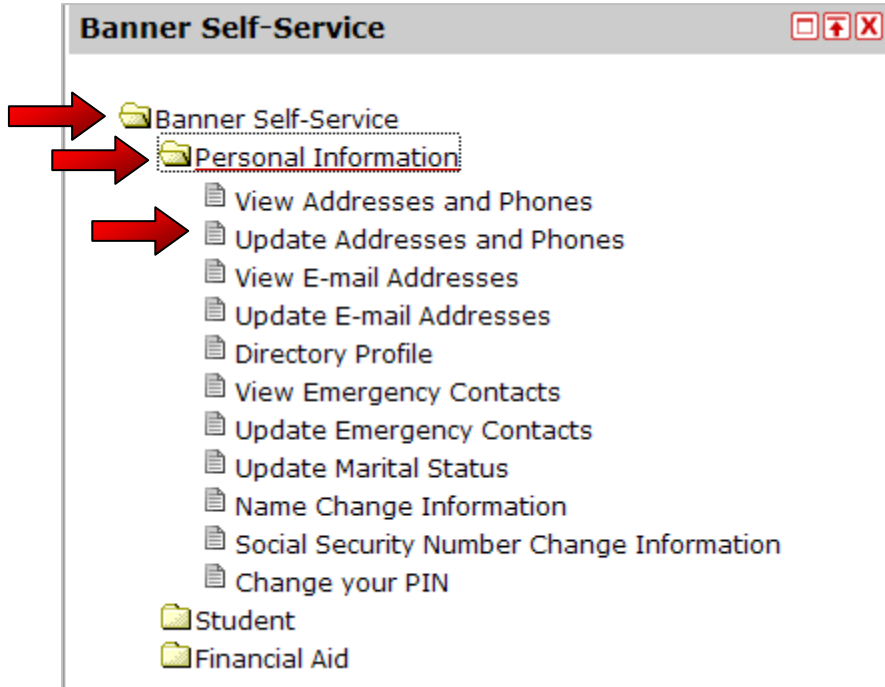 Banner Self-Service
Banner Self-Service
Personal Information
View Addresses and Phones
Update Addresses and Phones
View E-mail Addresses
Update E-mail Addresses
Directory Profile
View Emergency Contacts
Update Emergency Contacts
Update Marital Status
Name Change Information
Social Security Number Change Information
Change your PIN
Student
Financial Aid